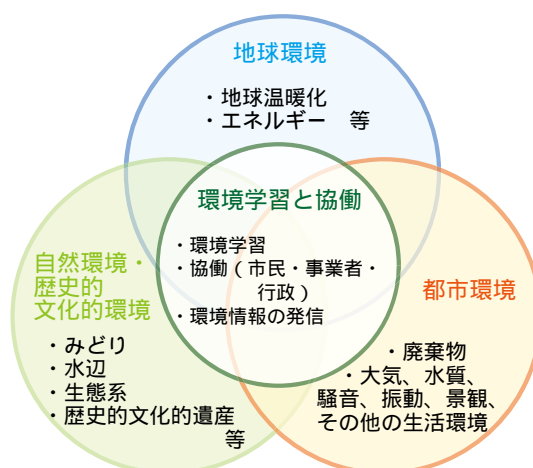 地球環境
・地球温暖化
・エネルギー　等
環境学習と協働
・環境学習
・協働（市民・事業者・
行政）
・環境情報の発信
自然環境・
歴史的
文化的環境
・みどり
・水辺
・生態系
・歴史的文化的遺産
等
都市環境
・廃棄物
・大気、水質、
騒音、振動、景観、
その他の生活環境